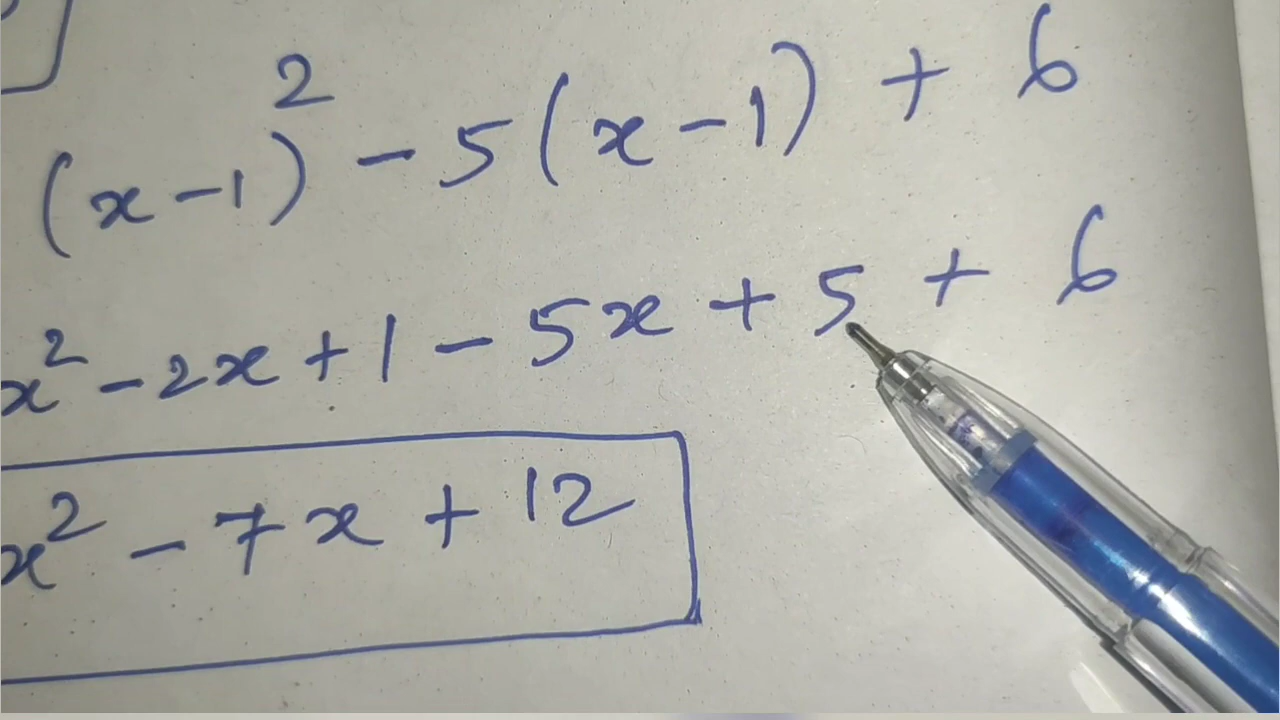 (x-1)² - 5(x-1) + 6
x² - 2x + 1 - 5x + 5 + 6
x² - 7x + 12